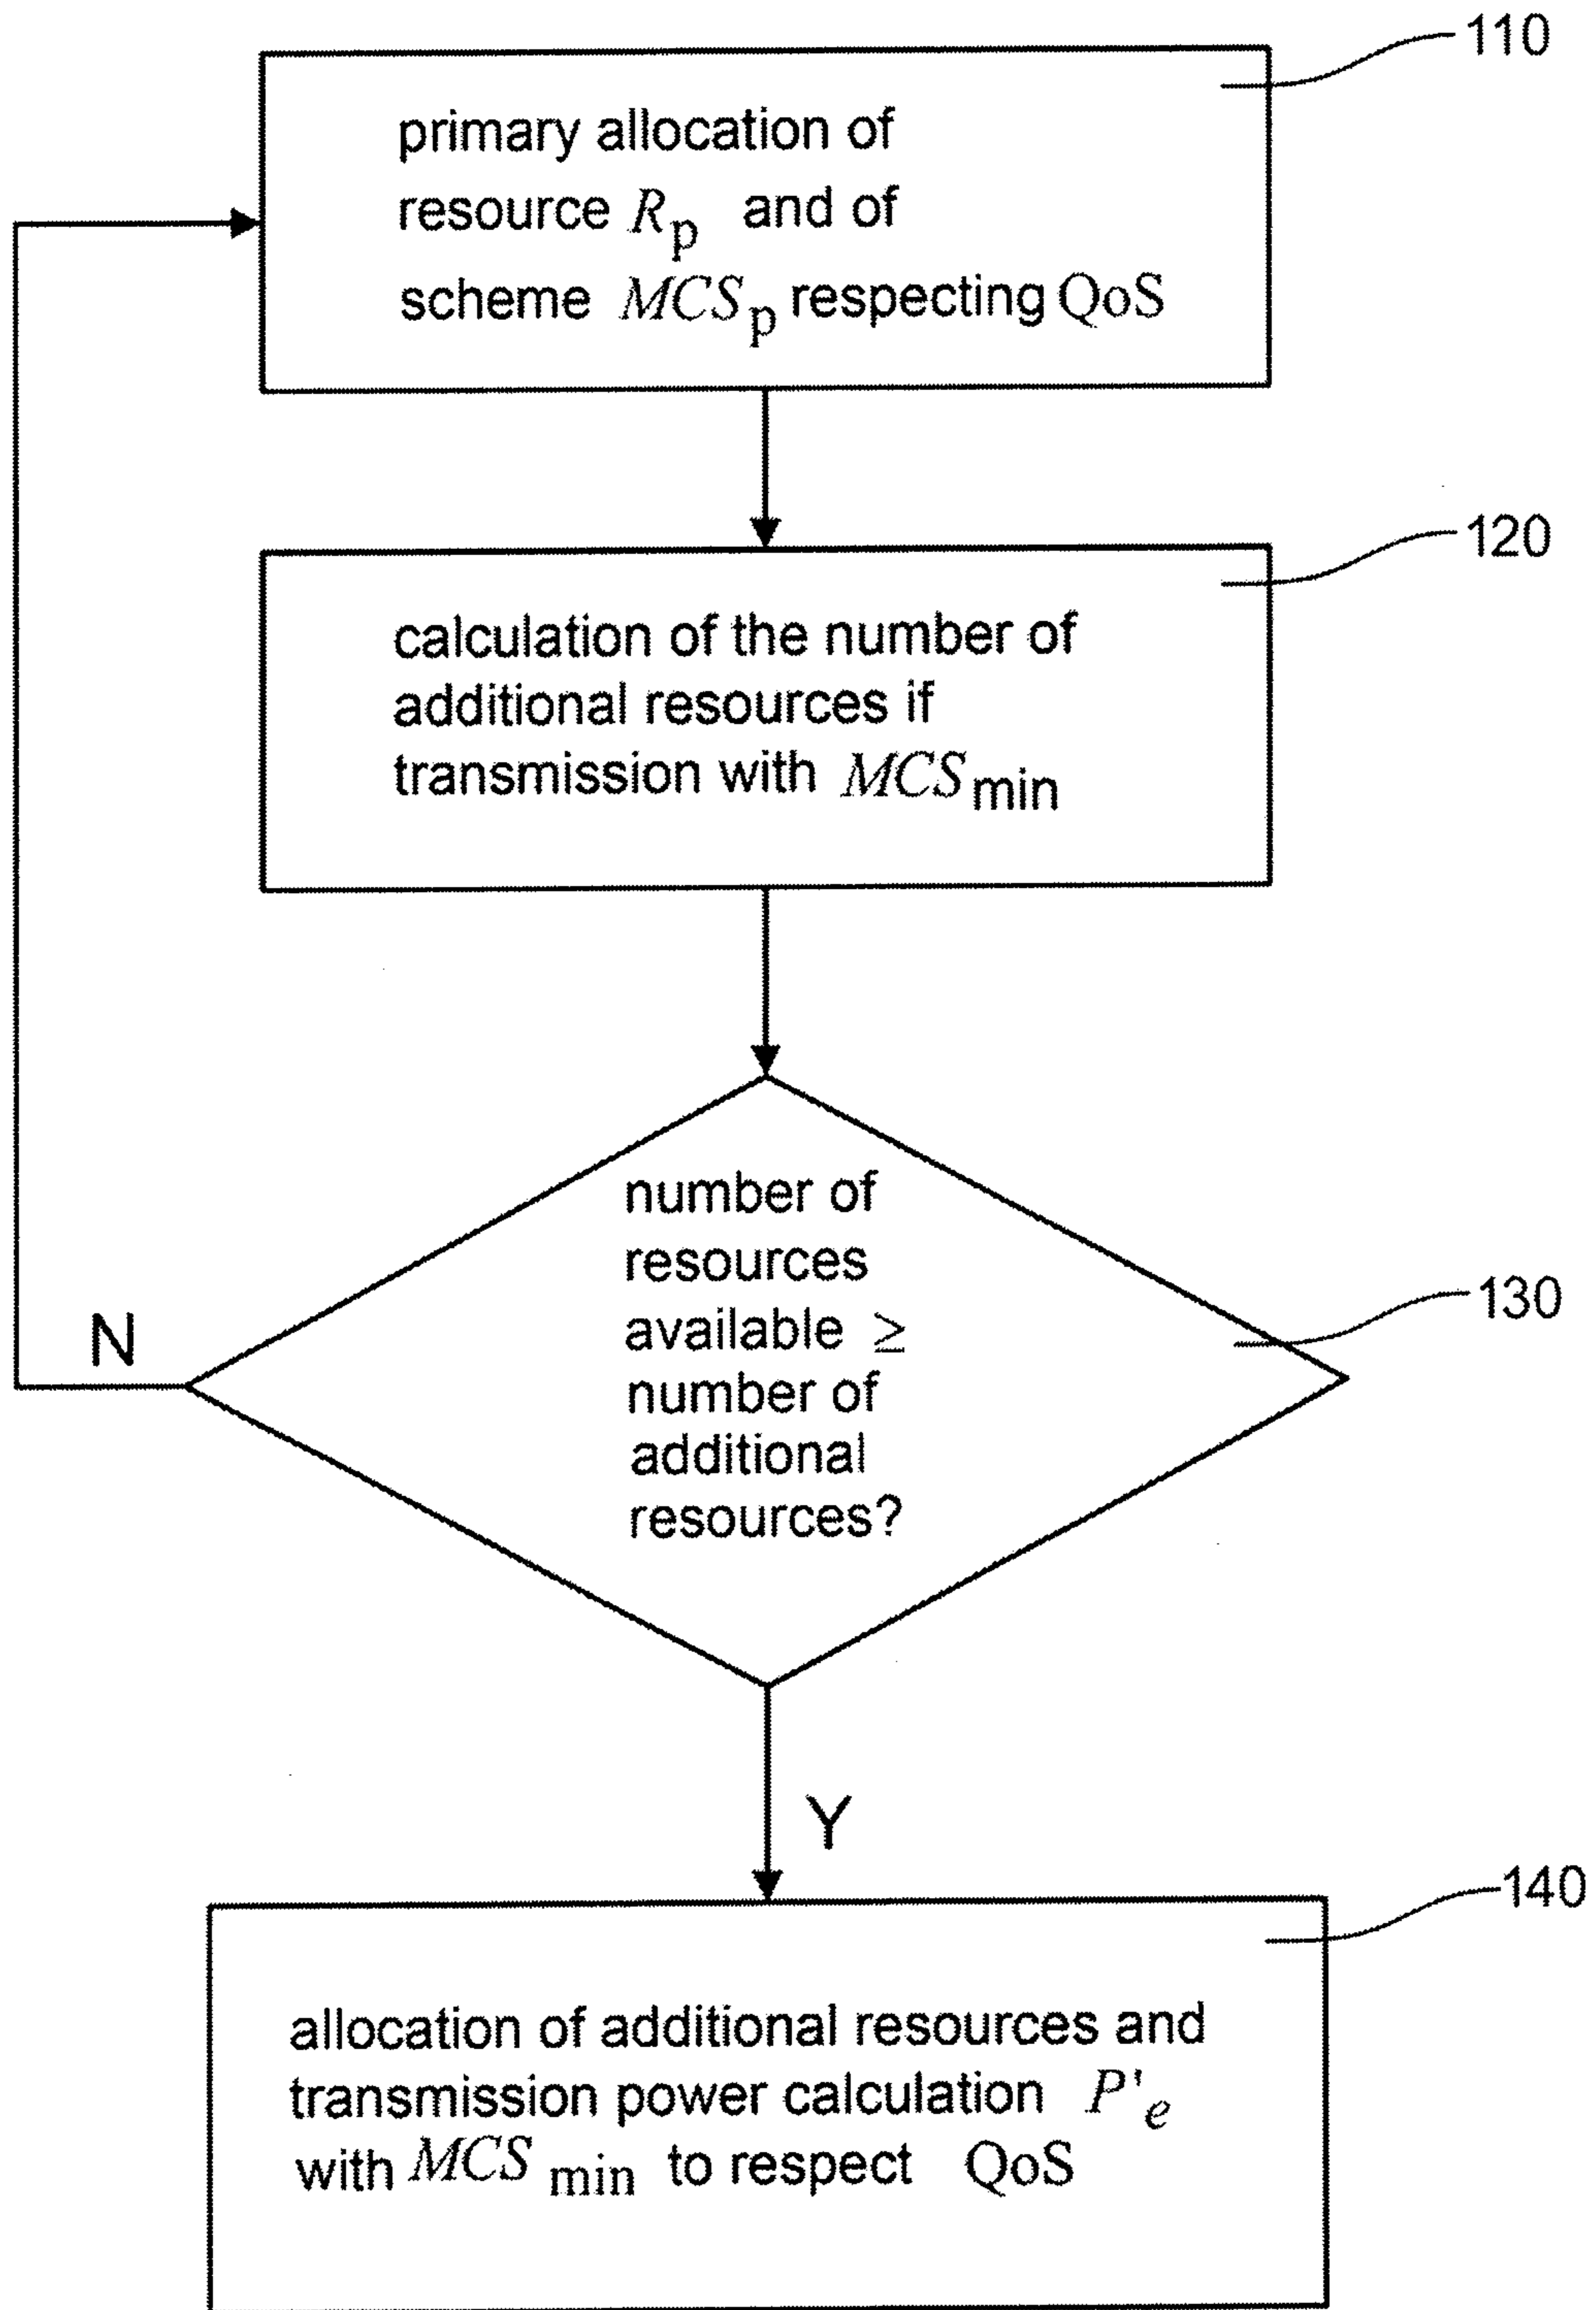 110
primary allocation of
resource Rp and of
scheme MCSp respecting QoS
120
calculation of the number of
additional resources if
transmission with MCSmin
number of
resources
available ≥
number of
additional
resources?
130
N
Y
140
allocation of additional resources and
transmission power calculation P'e
with MCS min to respect QoS